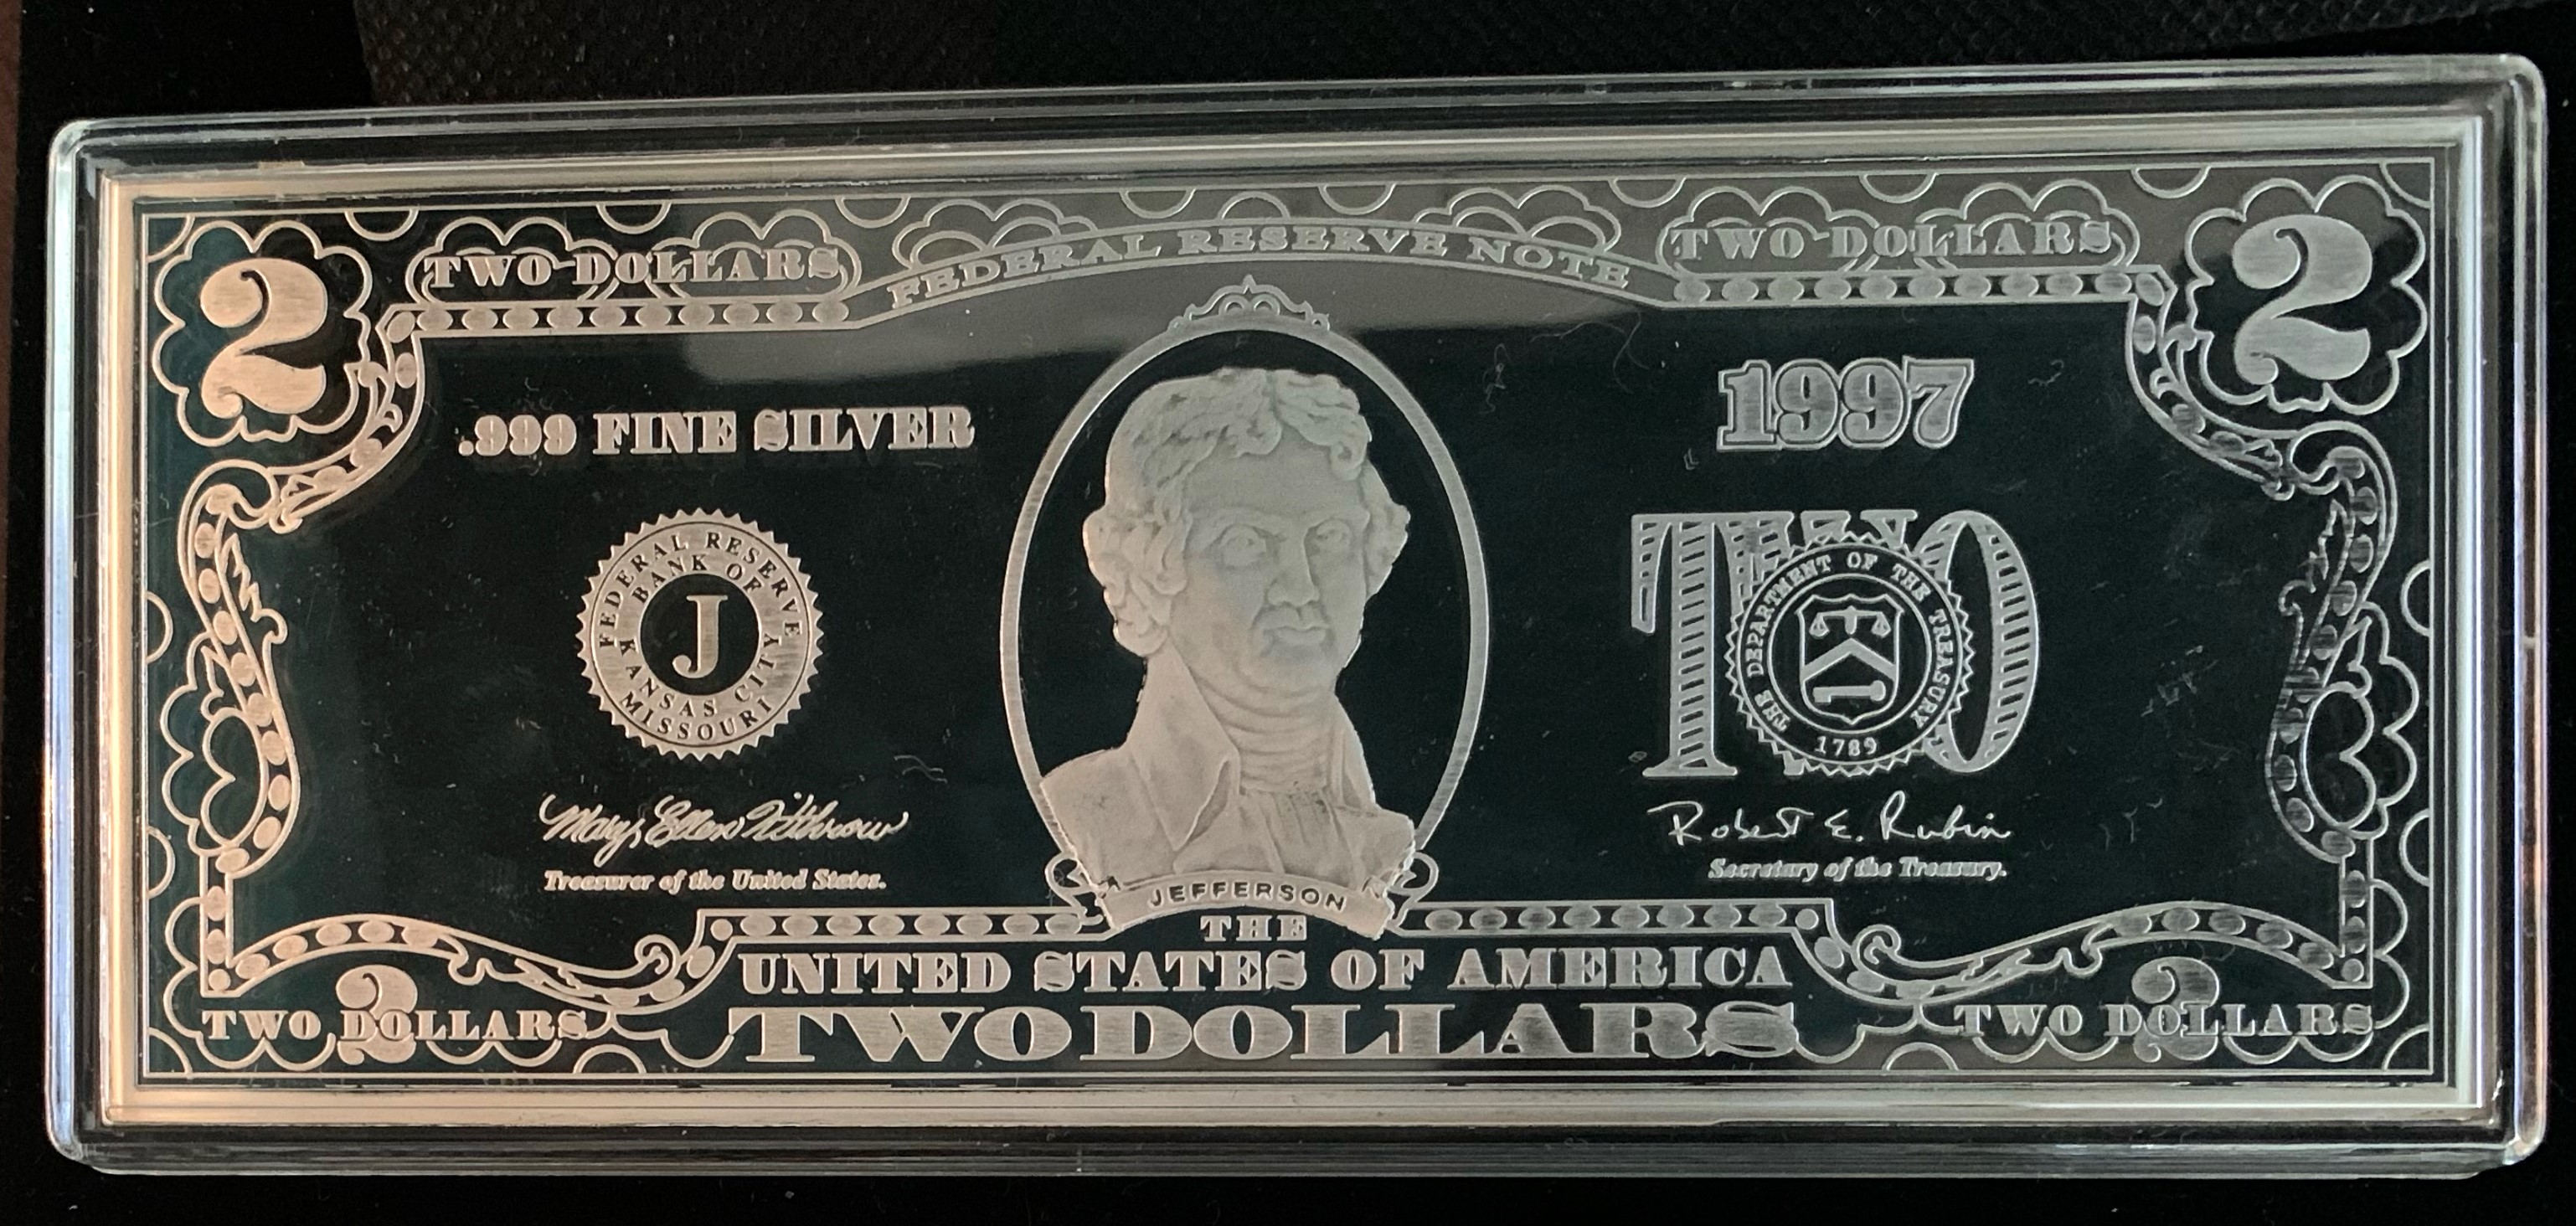 2
TWO DOLLARS
FEDERAL RESERVE NOTE
TWO DOLLARS
2
.999 FINE SILVER
1997
FEDERAL RESERVE
BANK OF
J
KANSAS CITY
MISSOURI
TWO
THE DEPARTMENT OF THE TREASURY
1789
Mary Ellen Withrow
Treasurer of the United States.
Robert E. Rubin
Secretary of the Treasury.
JEFFERSON
THE
UNITED STATES OF AMERICA
TWO DOLLARS
2
TWO DOLLARS
2
TWO DOLLARS